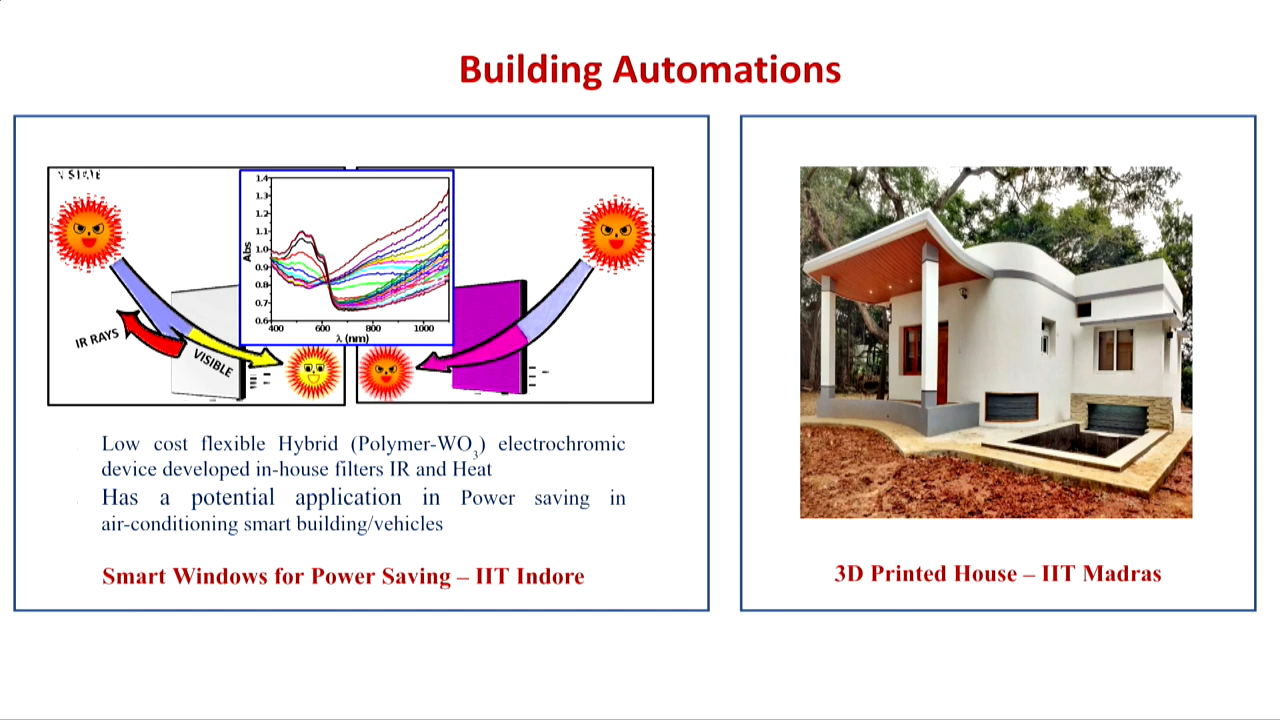 Building Automations
1.4
1.3
1.2
1.1
1.0
0.9
0.8
0.7
0.6
Abs
400 600 800 1000
λ (nm)
IR RAYS
VISIBLE
Low cost flexible Hybrid (Polymer-WO3) electrochromic
device developed in-house filters IR and Heat
Has a potential application in Power saving in
air-conditioning smart building/vehicles
Smart Windows for Power Saving – IIT Indore
3D Printed House – IIT Madras